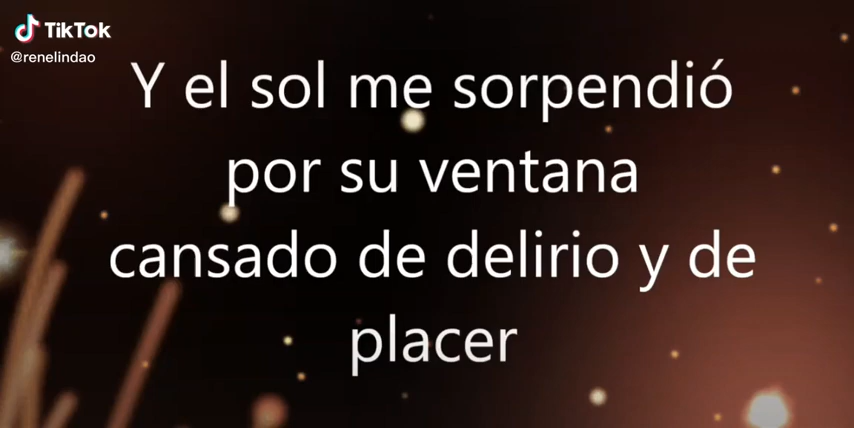 TikTok
@renelindao
Y el sol me sorpendió
por su ventana
cansado de delirio y de
placer